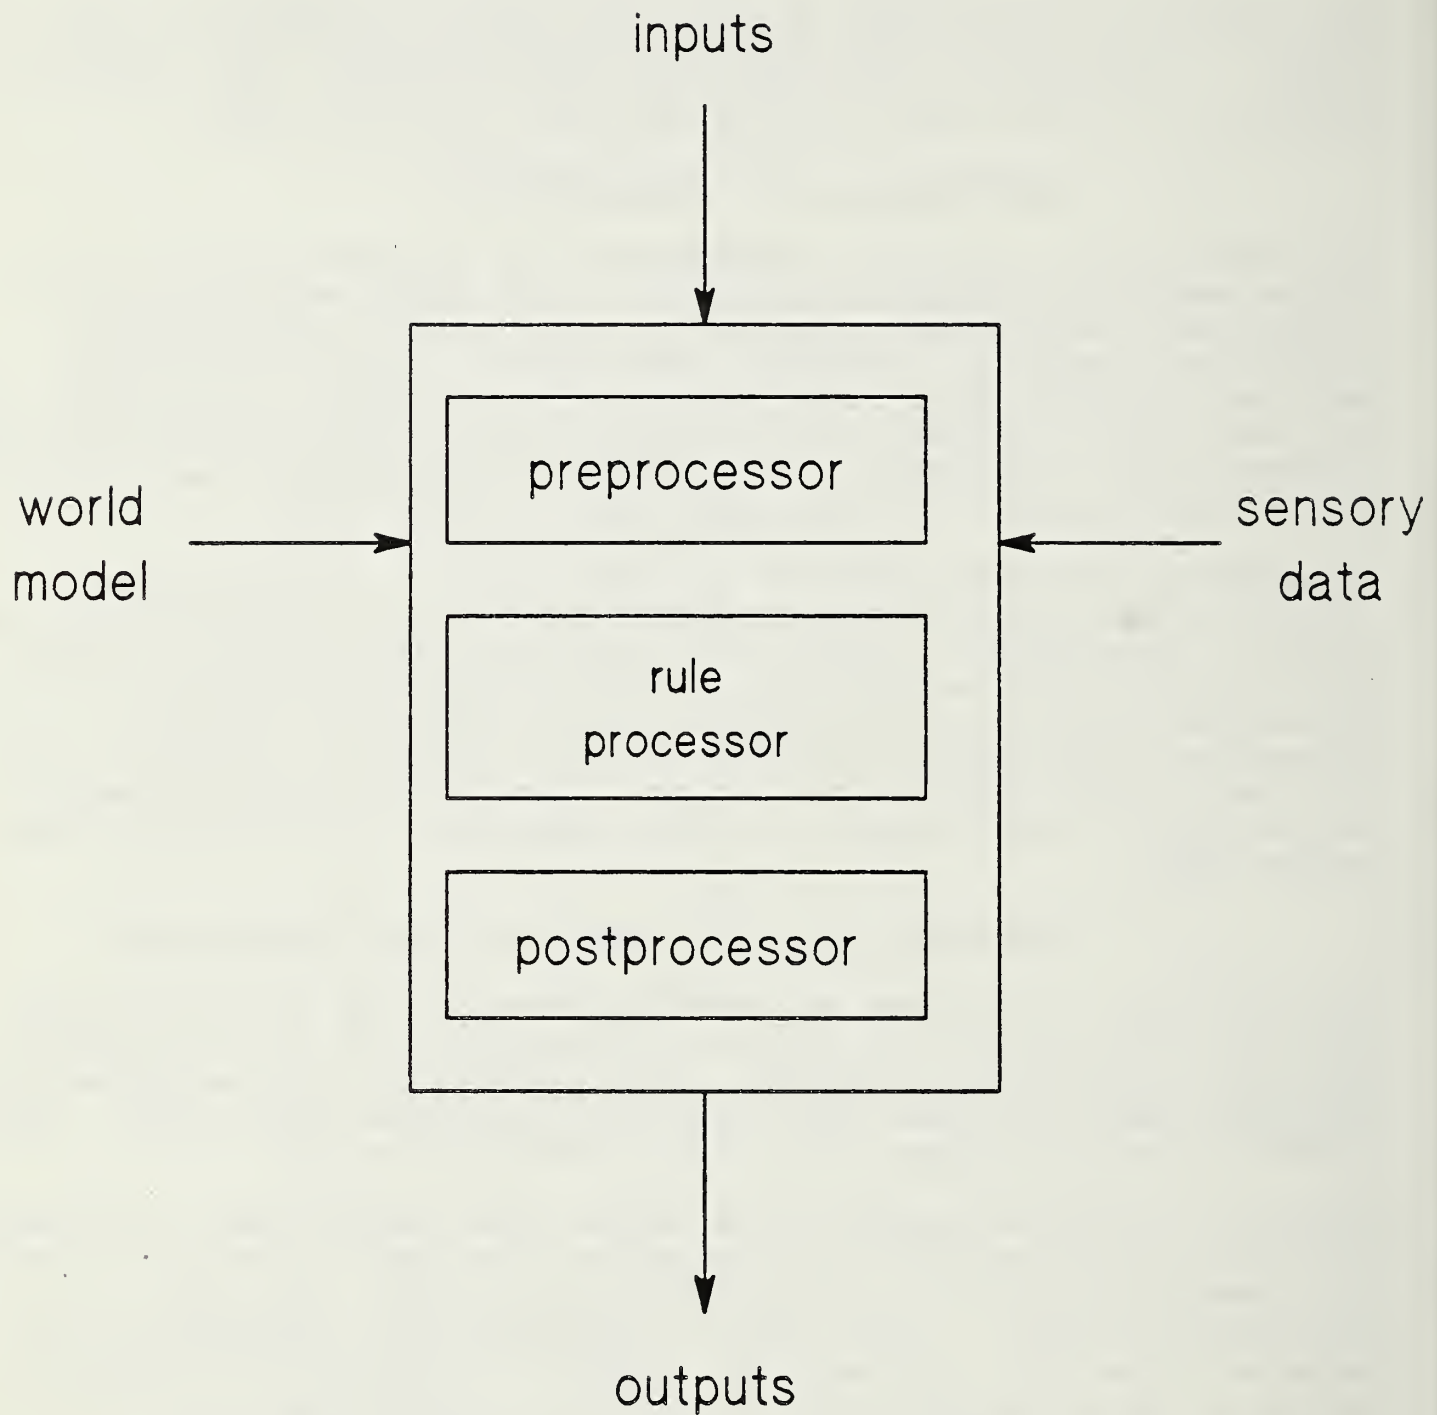 inputs
preprocessor
world
model
sensory
data
rule
processor
postprocessor
outputs